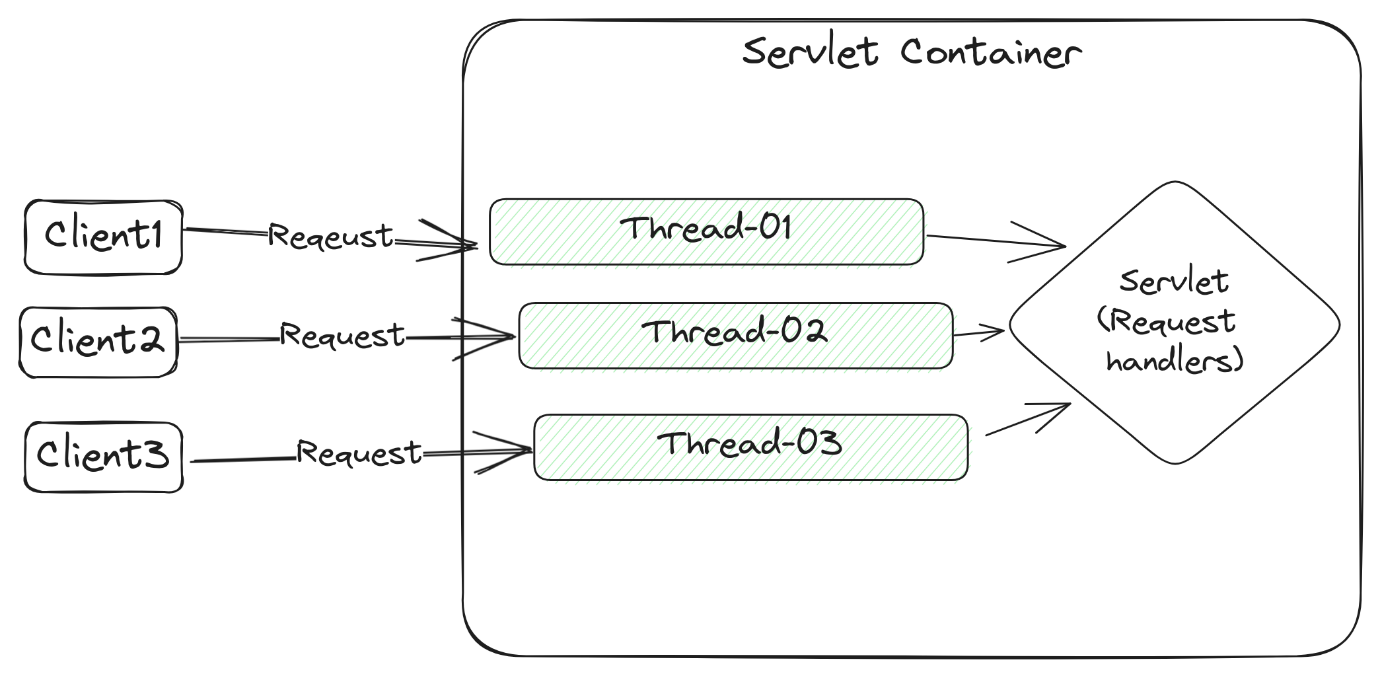 Servlet Container
Client1
Reqeust
Thread-01
Client2
Request
Thread-02
Client3
Request
Thread-03
Servlet
(Request
handlers)